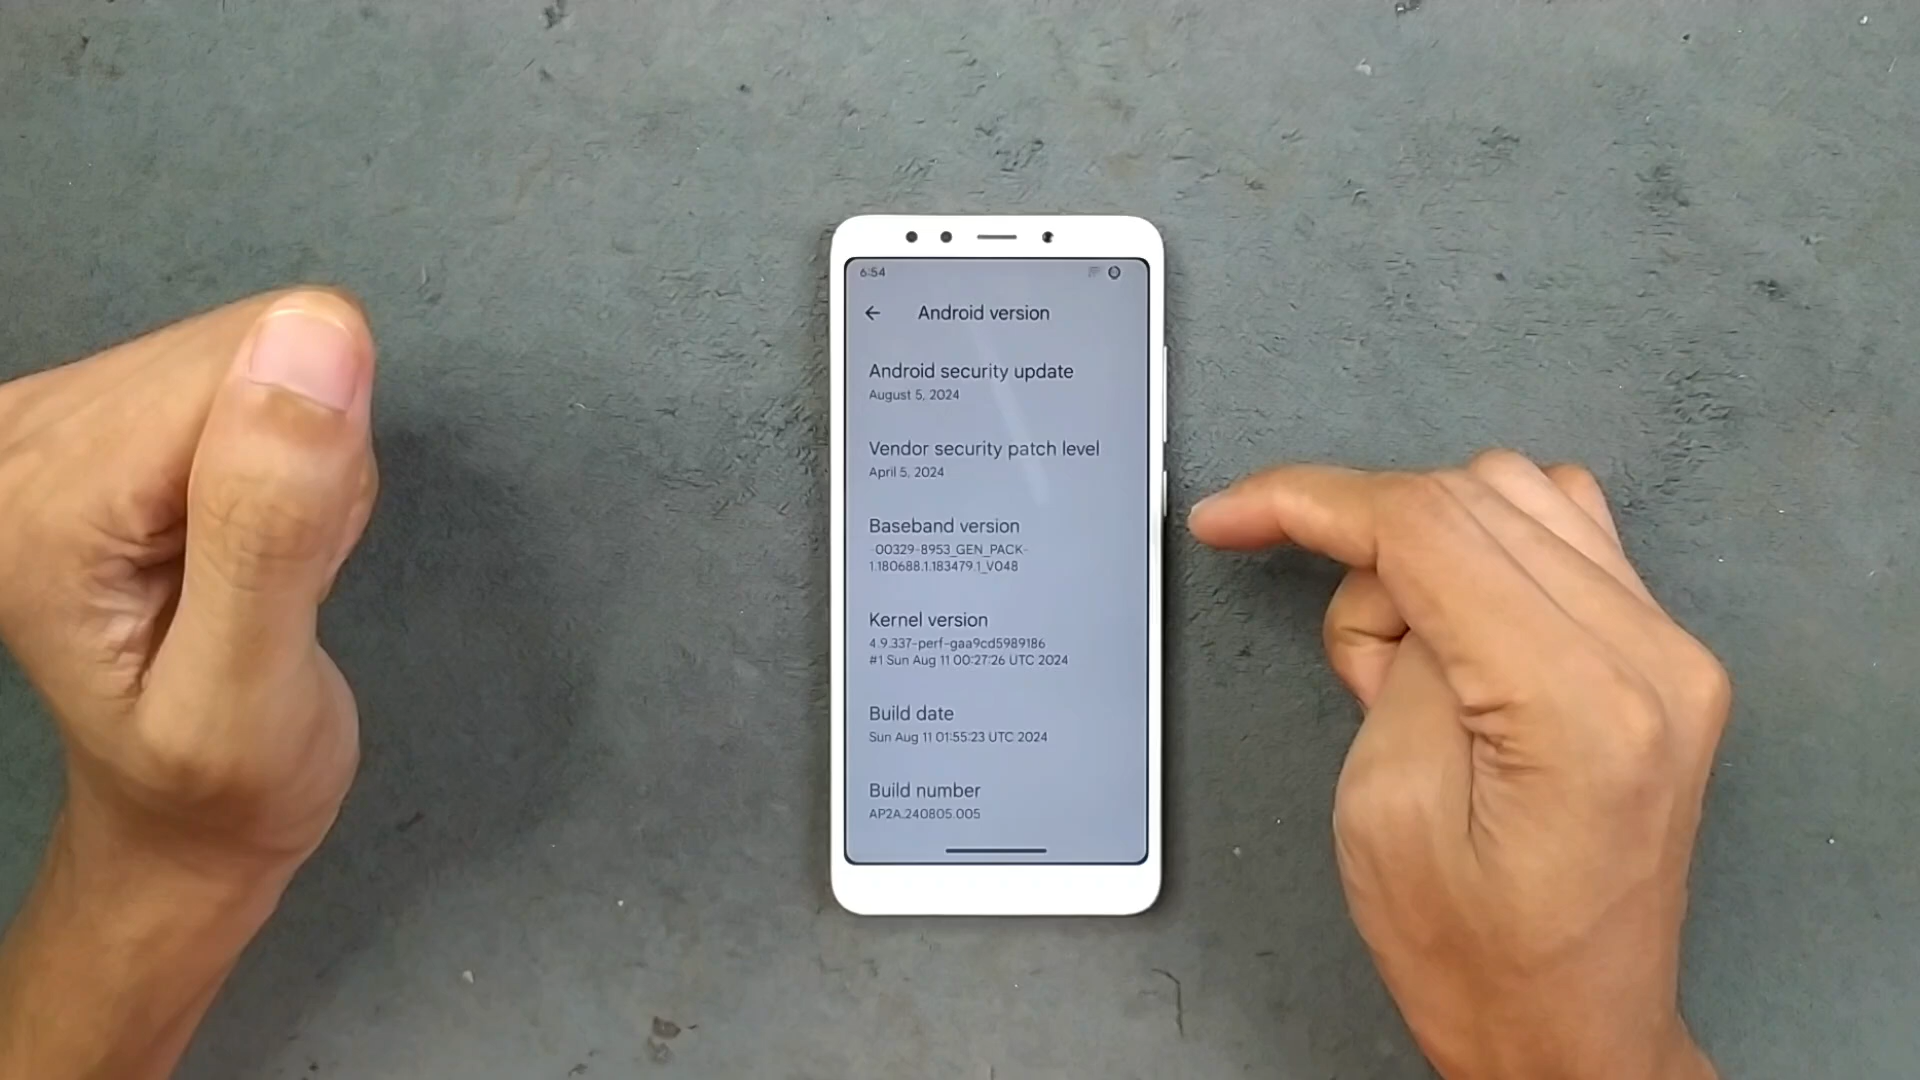 6:54
Android version
Android security update
August 5, 2024
Vendor security patch level
April 5, 2024
Baseband version
-00329-8953_GEN_PACK-
1.180688.1.183479.1_V048
Kernel version
4.9.337-perf-gaa9cd5989186
#1 Sun Aug 11 00:27:26 UTC 2024
Build date
Sun Aug 11 01:55:23 UTC 2024
Build number
AP2A.240805.005